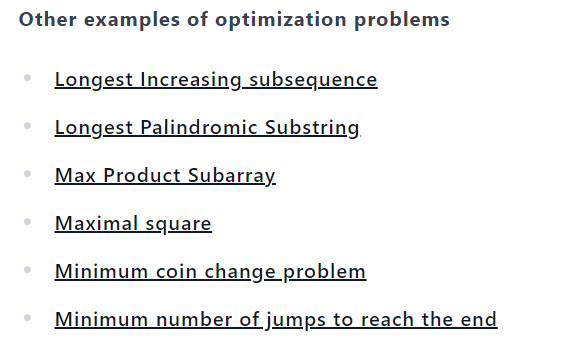 Other examples of optimization problems
Longest Increasing subsequence
Longest Palindromic Substring
Max Product Subarray
Maximal square
Minimum coin change problem
Minimum number of jumps to reach the end